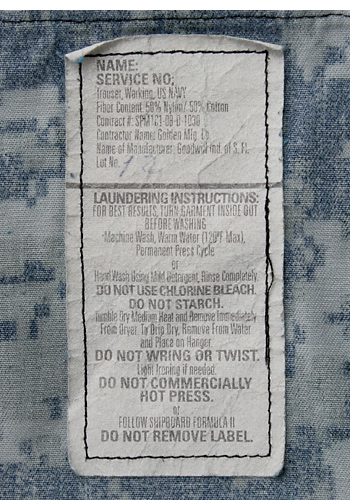 NAME:
SERVICE NO;
Trouser, Working, US NAVY
Fiber Content 50% Nylon/ 50% Cotton
Contract #: SPM1C1-09-D-1030
Contractor Name: Golden Mfg. Co.
Name of Manufacturer: Goodwill Ind. of S. FL.
Lot No.
LAUNDERING INSTRUCTIONS:
FOR BEST RESULTS, TURN GARMENT INSIDE OUT
BEFORE WASHING
Machine Wash, Warm Water (120°F Max),
Permanent Press Cycle
or
Hand Wash Using Mild Detergent, Rinse Completely
DO NOT USE CHLORINE BLEACH.
DO NOT STARCH.
Tumble Dry Medium Heat and Remove Immediately
From Dryer. To Drip Dry, Remove From Water
and Place on Hanger.
DO NOT WRING OR TWIST.
Light Ironing if needed.
DO NOT COMMERCIALLY
HOT PRESS.
or
FOLLOW SHIPBOARD FORMULA II
DO NOT REMOVE LABEL.